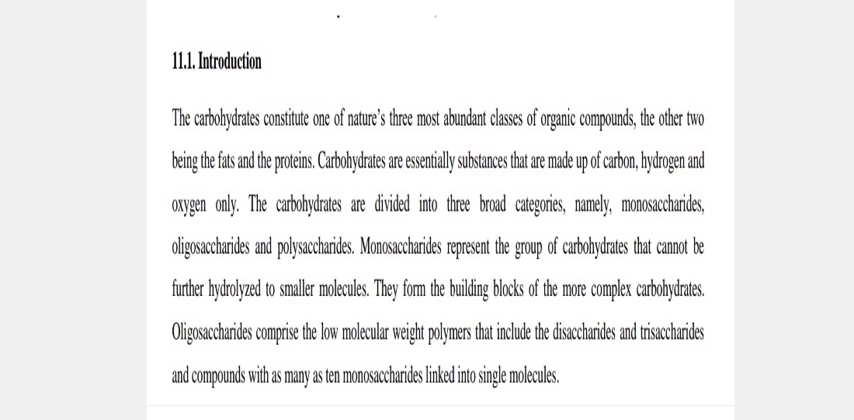 11.1. Introduction
The carbohydrates constitute one of nature's three most abundant classes of organic compounds, the other two
being the fats and the proteins. Carbohydrates are essentially substances that are made up of carbon, hydrogen and
oxygen only. The carbohydrates are divided into three broad categories, namely, monosaccharides,
oligosaccharides and polysaccharides. Monosaccharides represent the group of carbohydrates that cannot be
further hydrolyzed to smaller molecules. They form the building blocks of the more complex carbohydrates.
Oligosaccharides comprise the low molecular weight polymers that include the disaccharides and trisaccharides
and compounds with as many as ten monosaccharides linked into single molecules.